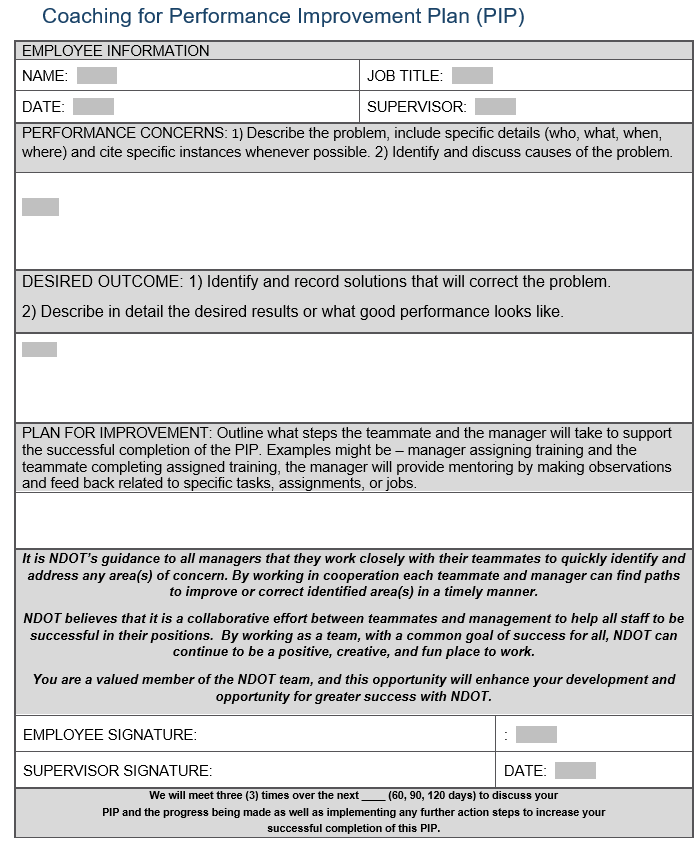 Coaching for Performance Improvement Plan (PIP)
EMPLOYEE INFORMATION
NAME:
JOB TITLE:
DATE:
SUPERVISOR:
PERFORMANCE CONCERNS: 1) Describe the problem, include specific details (who, what, when,
where) and cite specific instances whenever possible. 2) Identify and discuss causes of the problem.
DESIRED OUTCOME: 1) Identify and record solutions that will correct the problem.
2) Describe in detail the desired results or what good performance looks like.
PLAN FOR IMPROVEMENT: Outline what steps the teammate and the manager will take to support
the successful completion of the PIP. Examples might be – manager assigning training and the
teammate completing assigned training, the manager will provide mentoring by making observations
and feed back related to specific tasks, assignments, or jobs.
It is NDOT's guidance to all managers that they work closely with their teammates to quickly identify and
address any area(s) of concern. By working in cooperation each teammate and manager can find paths
to improve or correct identified area(s) in a timely manner.
NDOT believes that it is a collaborative effort between teammates and management to help all staff to be
successful in their positions. By working as a team, with a common goal of success for all, NDOT can
continue to be a positive, creative, and fun place to work.
You are a valued member of the NDOT team, and this opportunity will enhance your development and
opportunity for greater success with NDOT.
EMPLOYEE SIGNATURE:
:
SUPERVISOR SIGNATURE:
DATE:
We will meet three (3) times over the next ____ (60, 90, 120 days) to discuss your
PIP and the progress being made as well as implementing any further action steps to increase your
successful completion of this PIP.